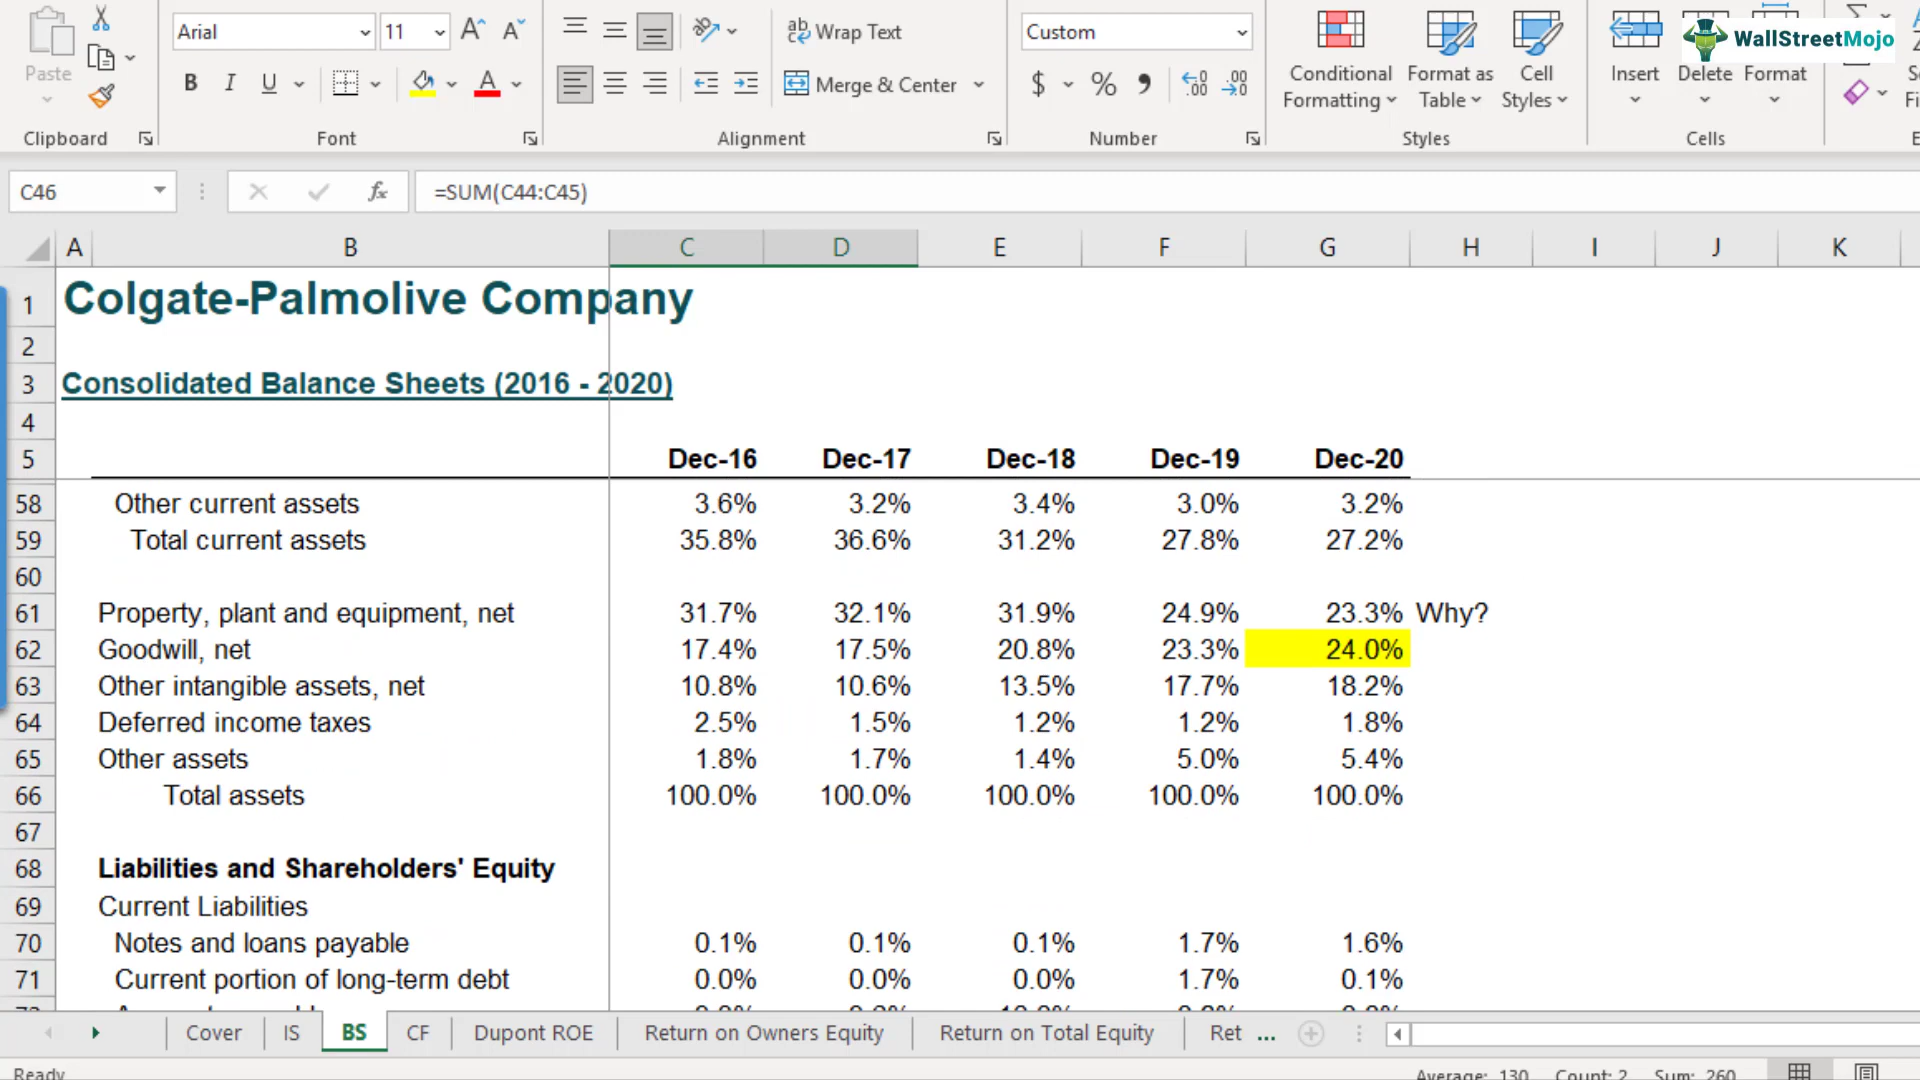 Paste
Clipboard
Arial
11
B I U
Font
Wrap Text
Merge & Center
Alignment
Custom
$ % ,
Number
Conditional Formatting
Format as Table
Cell Styles
Styles
Insert
Delete
Format
Cells
WallStreetMojo
C46
fx
=SUM(C44:C45)
A B C D E F G H I J K
1 Colgate-Palmolive Company
2
3 Consolidated Balance Sheets (2016 - 2020)
4
5 Dec-16 Dec-17 Dec-18 Dec-19 Dec-20
58 Other current assets 3.6% 3.2% 3.4% 3.0% 3.2%
59 Total current assets 35.8% 36.6% 31.2% 27.8% 27.2%
60
61 Property, plant and equipment, net 31.7% 32.1% 31.9% 24.9% 23.3% Why?
62 Goodwill, net 17.4% 17.5% 20.8% 23.3% 24.0%
63 Other intangible assets, net 10.8% 10.6% 13.5% 17.7% 18.2%
64 Deferred income taxes 2.5% 1.5% 1.2% 1.2% 1.8%
65 Other assets 1.8% 1.7% 1.4% 5.0% 5.4%
66 Total assets 100.0% 100.0% 100.0% 100.0% 100.0%
67
68 Liabilities and Shareholders' Equity
69 Current Liabilities
70 Notes and loans payable 0.1% 0.1% 0.1% 1.7% 1.6%
71 Current portion of long-term debt 0.0% 0.0% 0.0% 1.7% 0.1%
Cover IS BS CF Dupont ROE Return on Owners Equity Return on Total Equity Ret ...
Ready Average: 130 Count: 2 Sum: 260